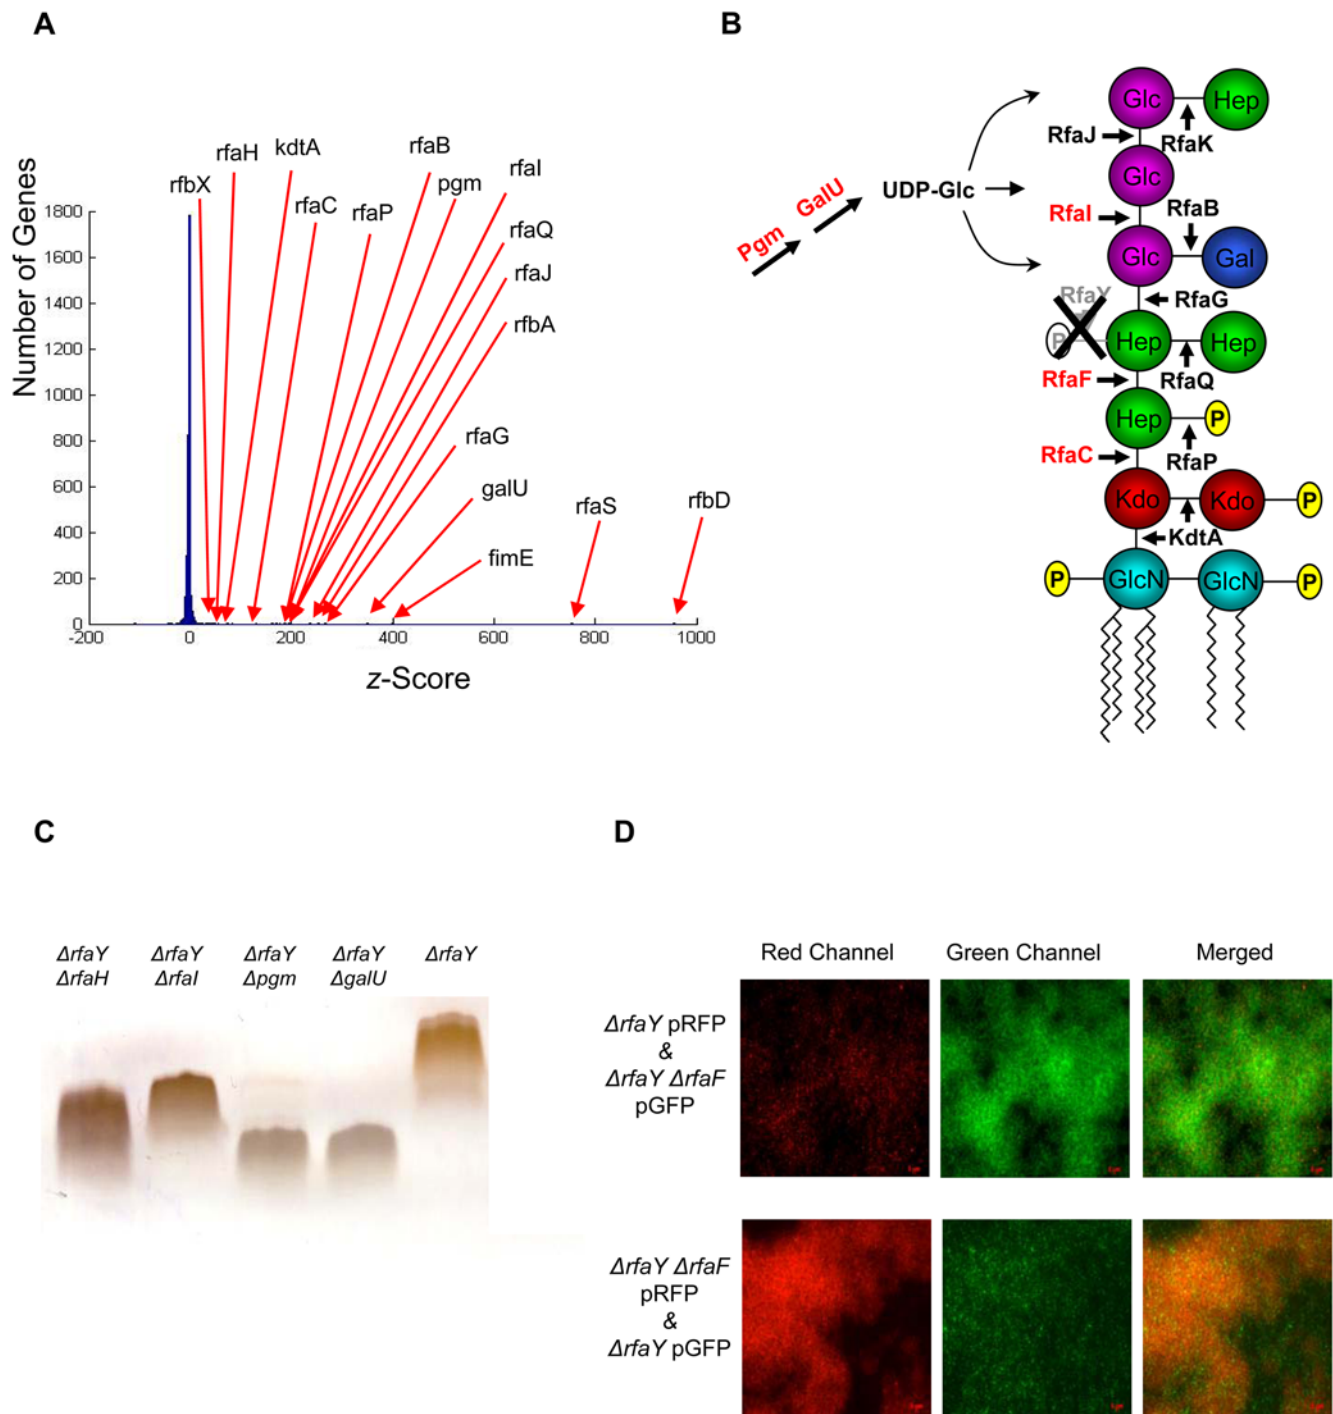 A
Number of Genes
1800
1600
1400
1200
1000
800
600
400
200
0
-200
0
200
400
600
800
1000
z-Score
rfbX
rfaH
kdtA
rfaC
rfaP
rfaB
pgm
rfaI
rfaQ
rfaJ
rfbA
rfaG
galU
fimE
rfaS
rfbD
B
Glc
Hep
RfaJ
RfaK
Pgm
GalU
UDP-Glc
Glc
RfaI
RfaB
Glc
Gal
RfaY
RfaG
P
Hep
Hep
RfaF
RfaQ
Hep
P
RfaC
RfaP
Kdo
Kdo
P
KdtA
P
GlcN
GlcN
P
C
ΔrfaY
ΔrfaH
ΔrfaY
ΔrfaI
ΔrfaY
Δpgm
ΔrfaY
ΔgalU
ΔrfaY
D
Red Channel
Green Channel
Merged
ΔrfaY pRFP
&
ΔrfaY ΔrfaF
pGFP
ΔrfaY ΔrfaF
pRFP
&
ΔrfaY pGFP